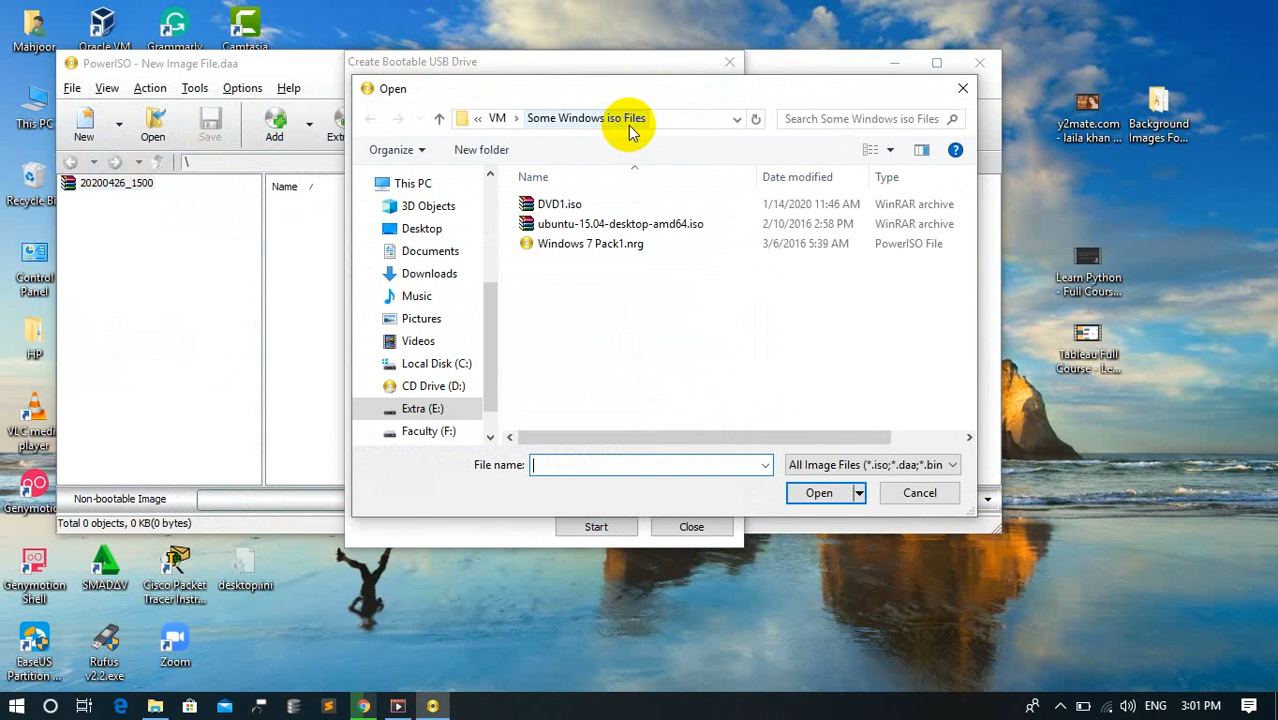 Mahjoor
Oracle VM
Grammarly
Camtasia
PowerISO - New Image File.daa
File View Action Tools Options Help
New
Open
Save
Add
\
20200426_1500
Name
Non-bootable Image
Total 0 objects, 0 KB(0 bytes)
Create Bootable USB Drive
Start
Close
Open
« VM > Some Windows iso Files
Search Some Windows iso Files
Organize
New folder
This PC
3D Objects
Desktop
Documents
Downloads
Music
Pictures
Videos
Local Disk (C:)
CD Drive (D:)
Extra (E:)
Faculty (F:)
Name Date modified Type
DVD1.iso 1/14/2020 11:46 AM WinRAR archive
ubuntu-15.04-desktop-amd64.iso 2/10/2016 2:58 PM WinRAR archive
Windows 7 Pack1.nrg 3/6/2016 5:39 AM PowerISO File
File name:
All Image Files (*.iso;*.daa;*.bin
Open
Cancel
This PC
Recycle Bi
Control
Panel
HP
VLC medi
player
Genymotio
Genymotion
Shell
SMADΔV
Cisco Packet
Tracer Instr...
desktop.ini
EaseUS
Partition ...
Rufus
v2.2.exe
Zoom
y2mate.com
- laila khan ...
Background
Images Fo...
Learn Python
- Full Cours...
Tableau Full
Course - Le...
ENG
3:01 PM